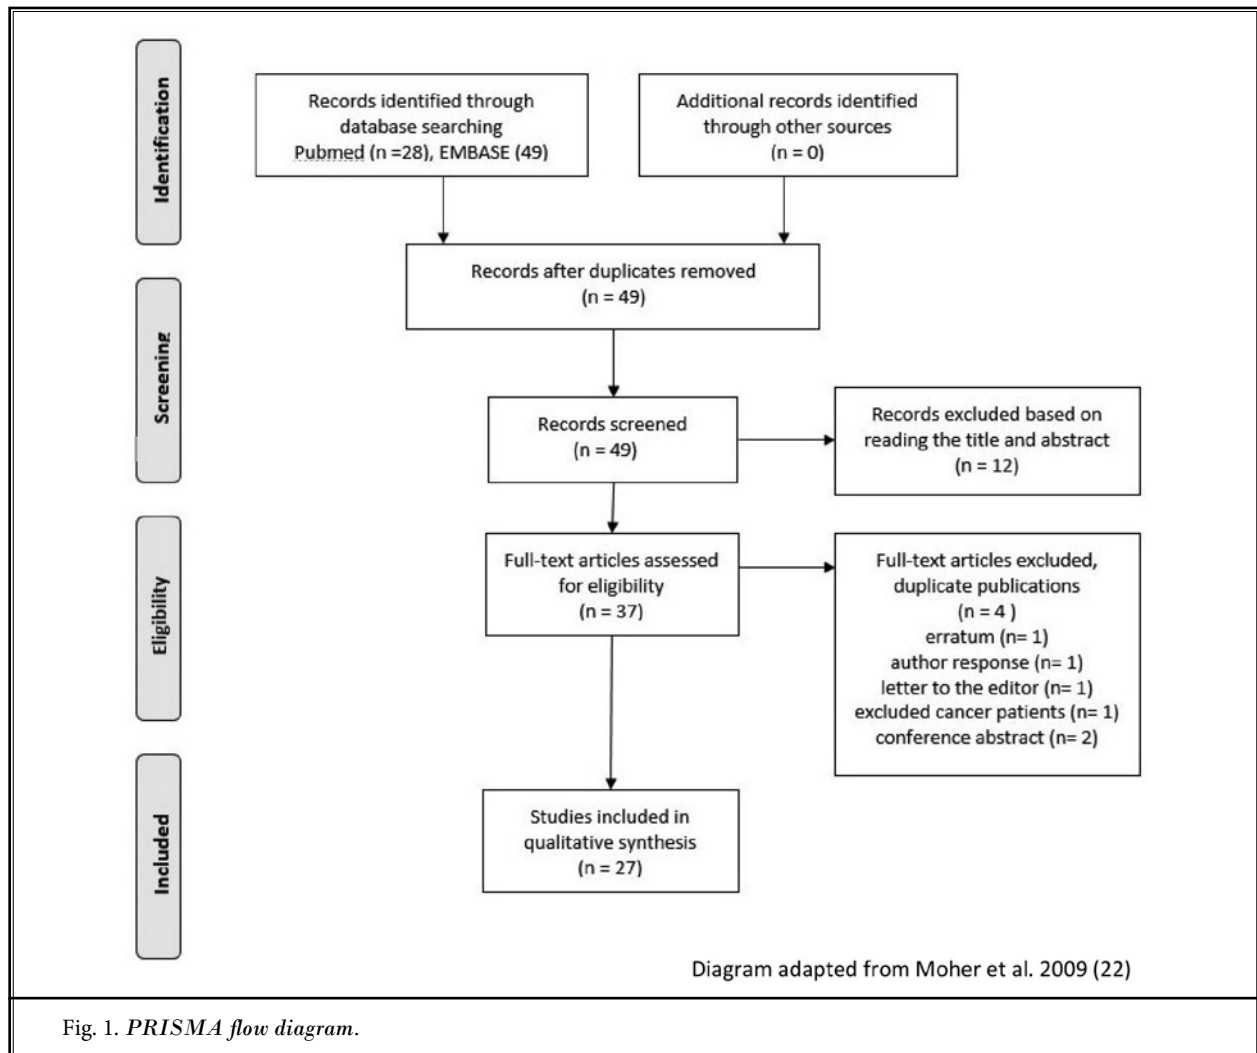 Identification
Records identified through
database searching
Pubmed (n =28), EMBASE (49)
Additional records identified
through other sources
(n = 0)
Records after duplicates removed
(n = 49)
Screening
Records screened
(n = 49)
Records excluded based on
reading the title and abstract
(n = 12)
Eligibility
Full-text articles assessed
for eligibility
(n = 37)
Full-text articles excluded,
duplicate publications
(n = 4 )
erratum (n= 1)
author response (n= 1)
letter to the editor (n= 1)
excluded cancer patients (n= 1)
conference abstract (n= 2)
Included
Studies included in
qualitative synthesis
(n = 27)
Diagram adapted from Moher et al. 2009 (22)
Fig. 1. PRISMA flow diagram.